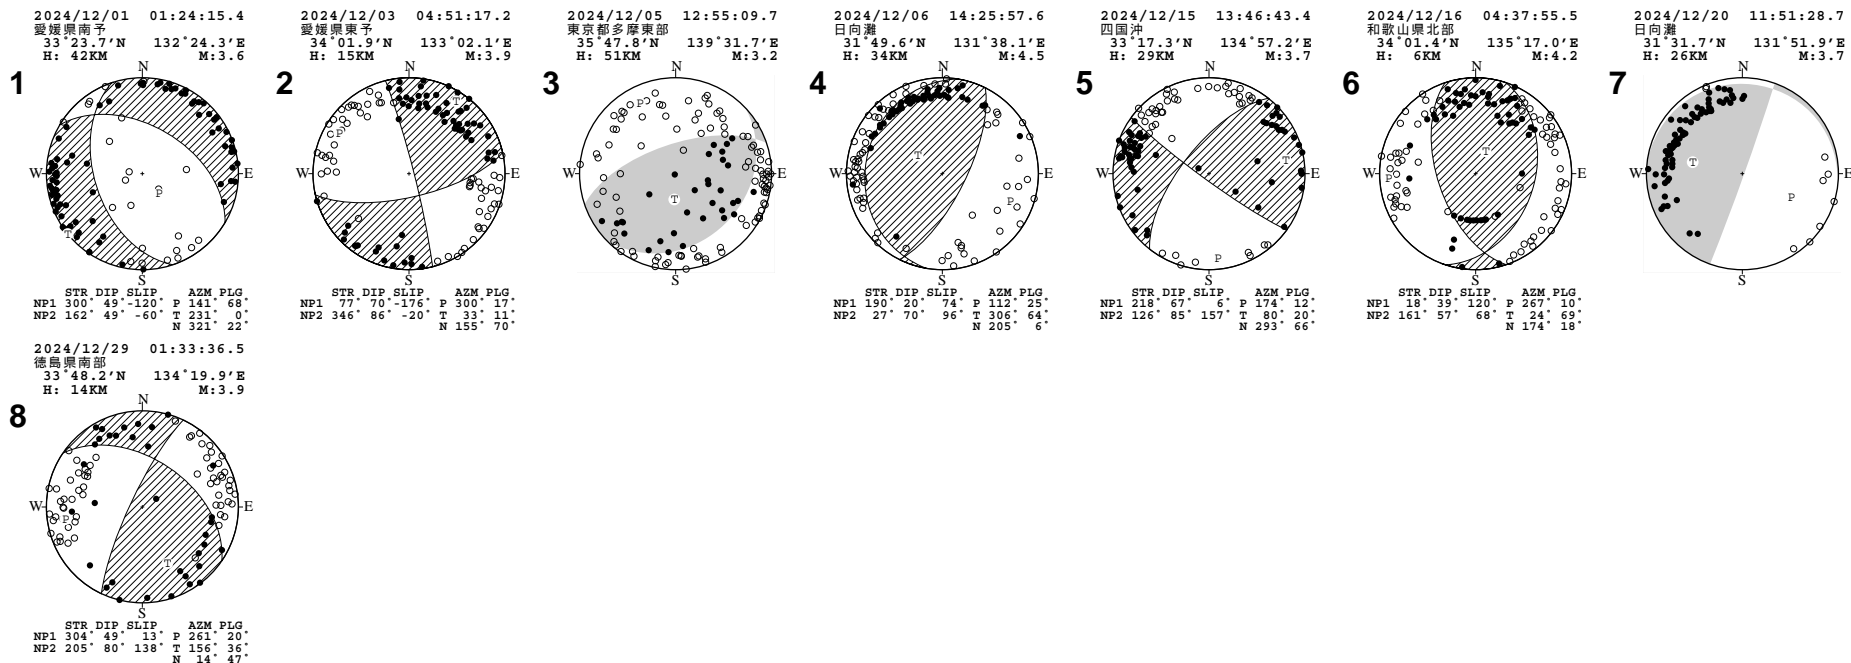 1
2024/12/01 01:24:15.4
愛媛県南予
33°23.7'N 132°24.3'E
H: 42KM M:3.6
N
W
E
S
P
T
STR DIP SLIP AZM PLG
NP1 300° 49° -120° P 141° 68°
NP2 162° 49° -60° T 231° 0°
N 321° 22°
2
2024/12/03 04:51:17.2
愛媛県東予
34°01.9'N 133°02.1'E
H: 15KM M:3.9
N
W
E
S
P
T
STR DIP SLIP AZM PLG
NP1 77° 70° -176° P 300° 17°
NP2 346° 86° -20° T 33° 11°
N 155° 70°
3
2024/12/05 12:55:09.7
東京都多摩東部
35°47.8'N 139°31.7'E
H: 51KM M:3.2
N
W
E
S
P
T
4
2024/12/06 14:25:57.6
日向灘
31°49.6'N 131°38.1'E
H: 34KM M:4.5
N
W
E
S
T
P
STR DIP SLIP AZM PLG
NP1 190° 20° 74° P 112° 25°
NP2 27° 70° 96° T 306° 64°
N 205° 6°
5
2024/12/15 13:46:43.4
四国沖
33°17.3'N 134°57.2'E
H: 29KM M:3.7
N
W
E
S
T
P
STR DIP SLIP AZM PLG
NP1 218° 67° 6° P 174° 12°
NP2 126° 85° 157° T 80° 20°
N 293° 66°
6
2024/12/16 04:37:55.5
和歌山県北部
34°01.4'N 135°17.0'E
H: 6KM M:4.2
N
W
E
S
T
P
STR DIP SLIP AZM PLG
NP1 18° 39° 120° P 267° 10°
NP2 161° 57° 68° T 24° 69°
N 174° 18°
7
2024/12/20 11:51:28.7
日向灘
31°31.7'N 131°51.9'E
H: 26KM M:3.7
N
W
E
S
T
P
8
2024/12/29 01:33:36.5
徳島県南部
33°48.2'N 134°19.9'E
H: 14KM M:3.9
N
W
E
S
P
T
STR DIP SLIP AZM PLG
NP1 304° 49° 13° P 261° 20°
NP2 205° 80° 138° T 156° 36°
N 14° 47°